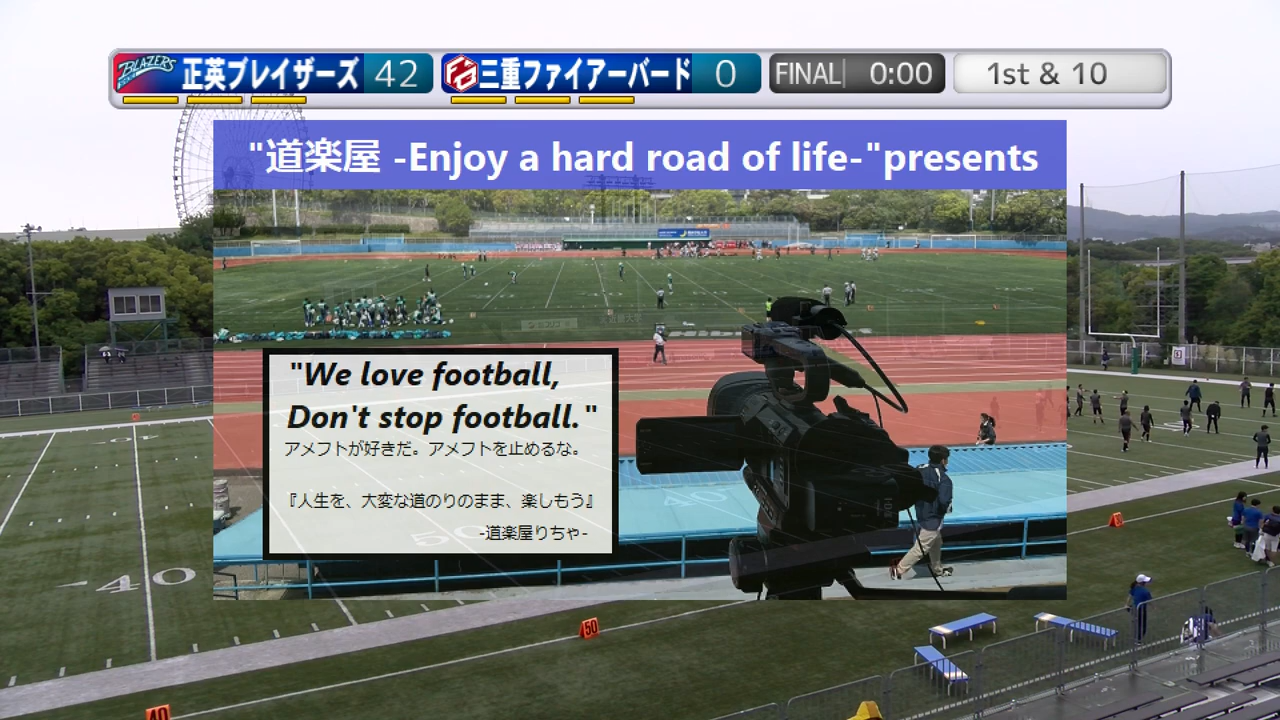 BLAZERS 正英ブレイザーズ 42 FB 三重ファイアーバード 0 FINAL 0:00 1st & 10
"道楽屋 -Enjoy a hard road of life-"presents
"We love football,
Don't stop football."
アメフトが好きだ。アメフトを止めるな。
『人生を、大変な道のりのまま、楽しもう』
-道楽屋りちゃ-
40
50
40
50
40